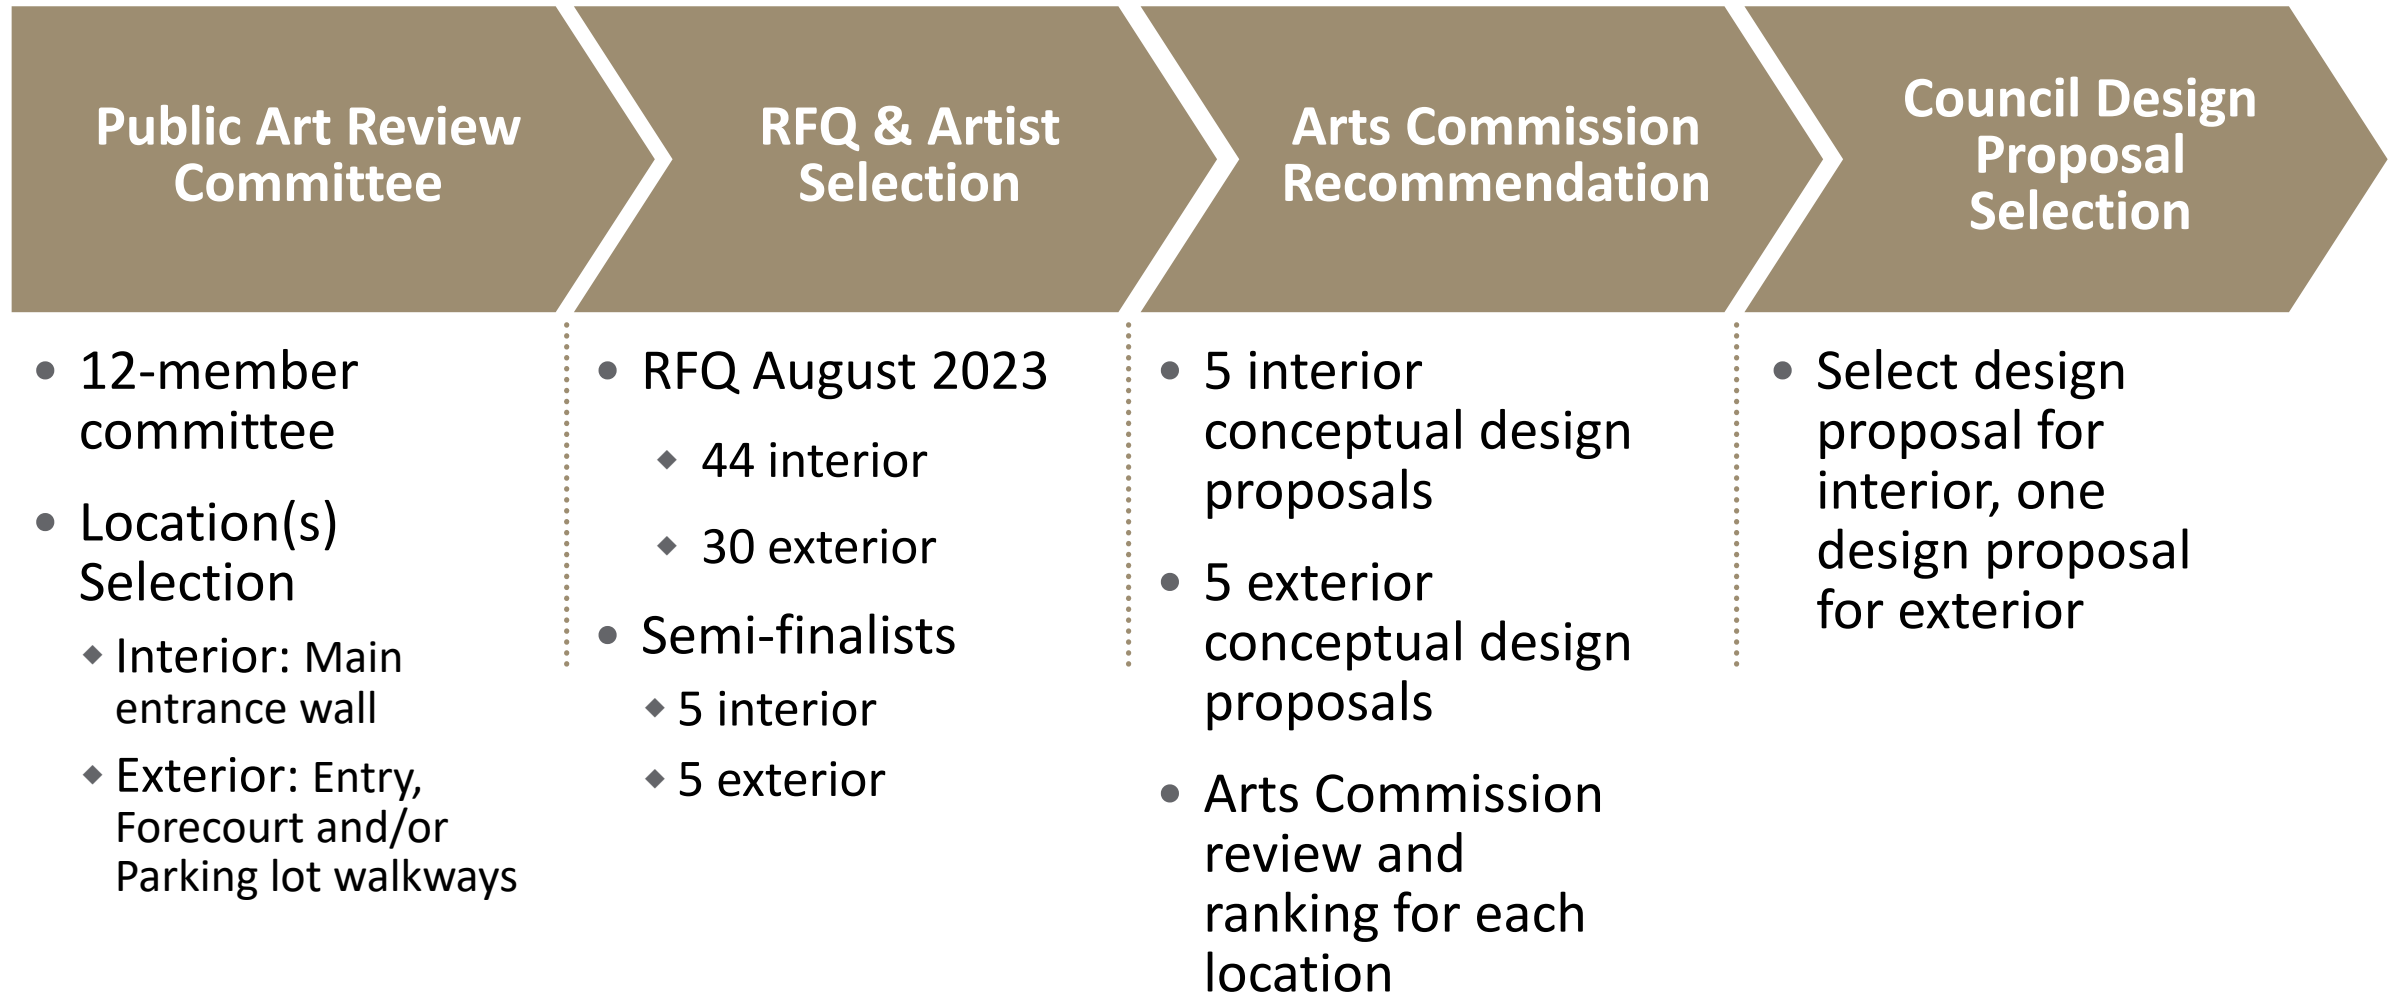 Public Art Review
Committee
RFQ & Artist
Selection
Arts Commission
Recommendation
Council Design
Proposal
Selection
• 12-member
committee
• Location(s)
Selection
◆ Interior: Main
entrance wall
◆ Exterior: Entry,
Forecourt and/or
Parking lot walkways
• RFQ August 2023
◆ 44 interior
◆ 30 exterior
• Semi-finalists
◆ 5 interior
◆ 5 exterior
• 5 interior
conceptual design
proposals
• 5 exterior
conceptual design
proposals
• Arts Commission
review and
ranking for each
location
• Select design
proposal for
interior, one
design proposal
for exterior